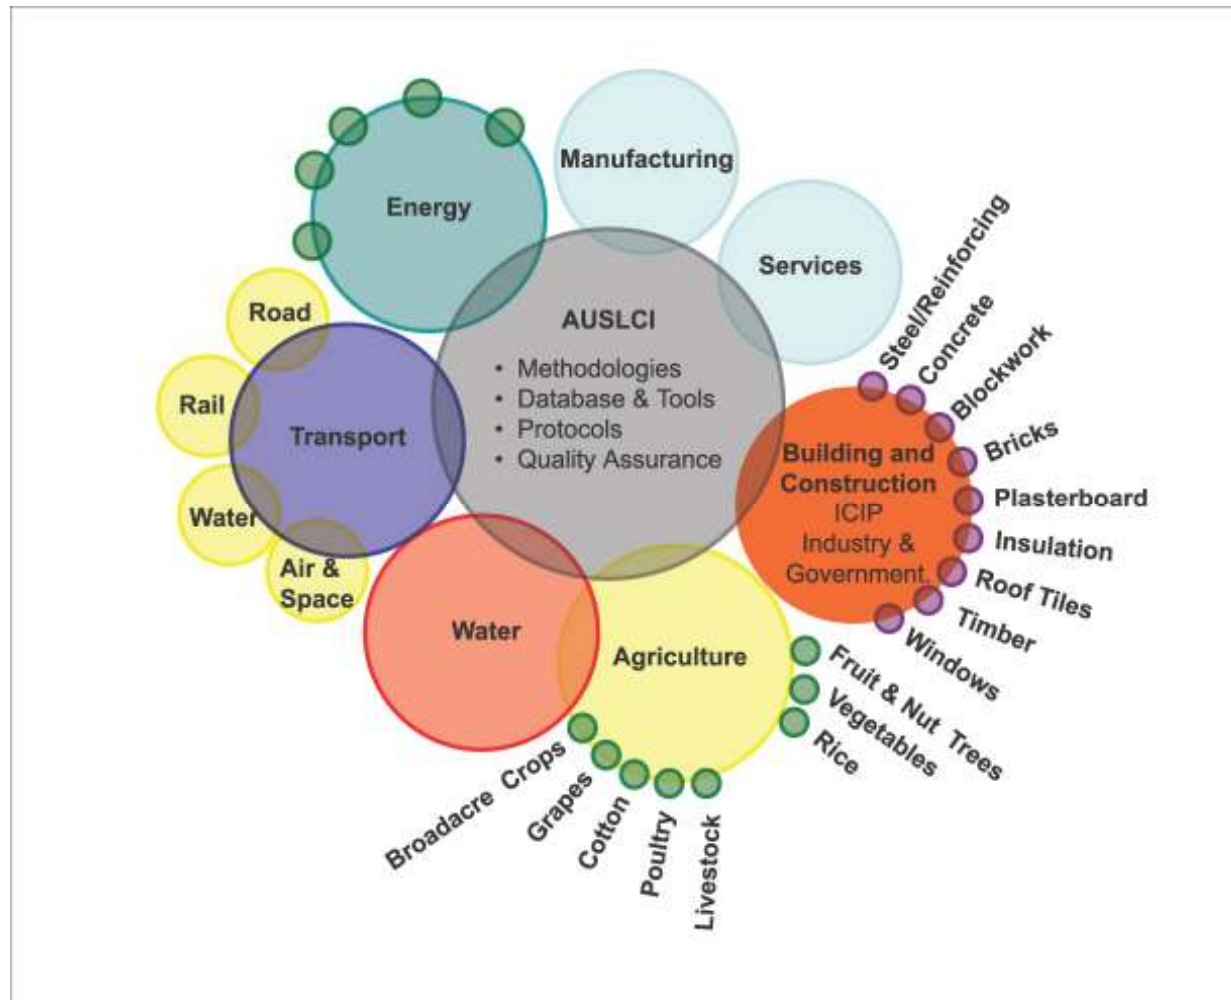 Manufacturing
Energy
Services
Steel/Reinforcing
Concrete
Blockwork
Bricks
Plasterboard
Insulation
Roof Tiles
Timber
Windows
Road
Rail
Transport
Water
Air &
Space
AUSLCI
• Methodologies
• Database & Tools
• Protocols
• Quality Assurance
Building and
Construction
ICIP
Industry &
Government.
Water
Agriculture
Fruit & Nut Trees
Vegetables
Rice
Broadacre Crops
Grapes
Cotton
Poultry
Livestock